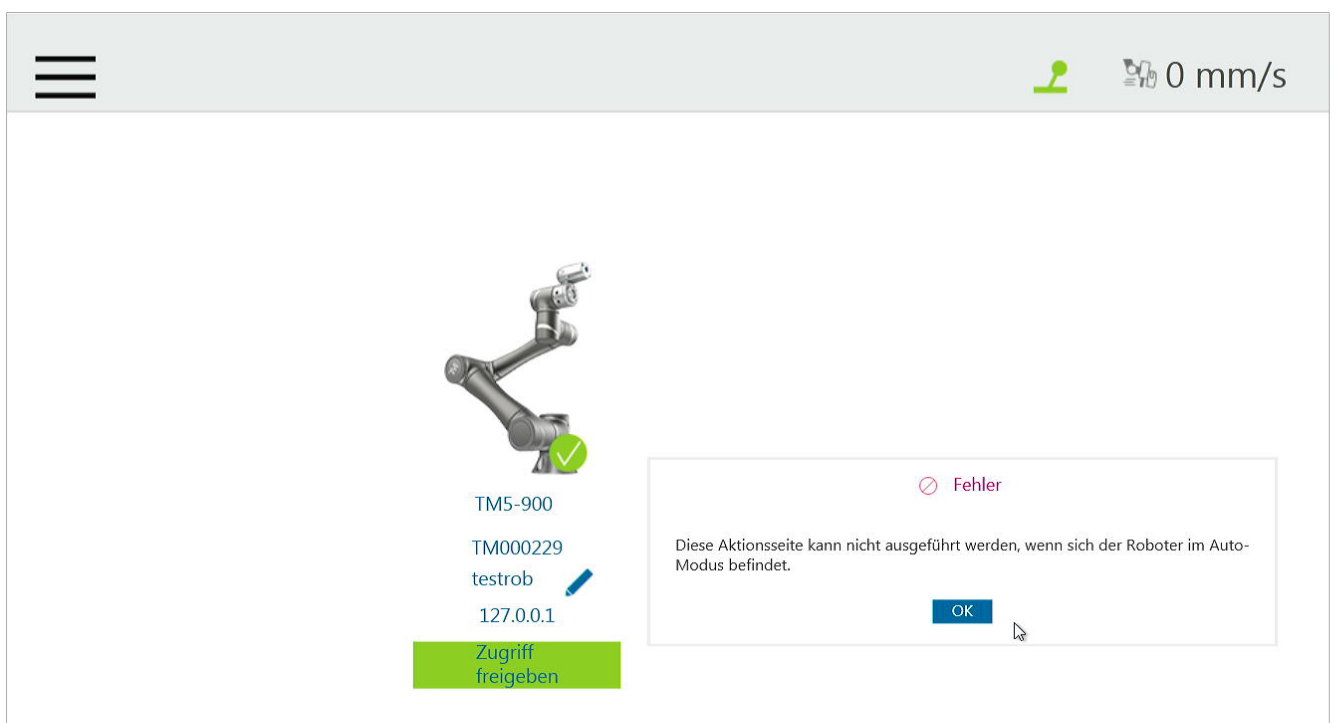 0 mm/s
TM5-900
TM000229
testrob
127.0.0.1
Zugriff
freigeben
Fehler
Diese Aktionsseite kann nicht ausgeführt werden, wenn sich der Roboter im Auto-
Modus befindet.
OK